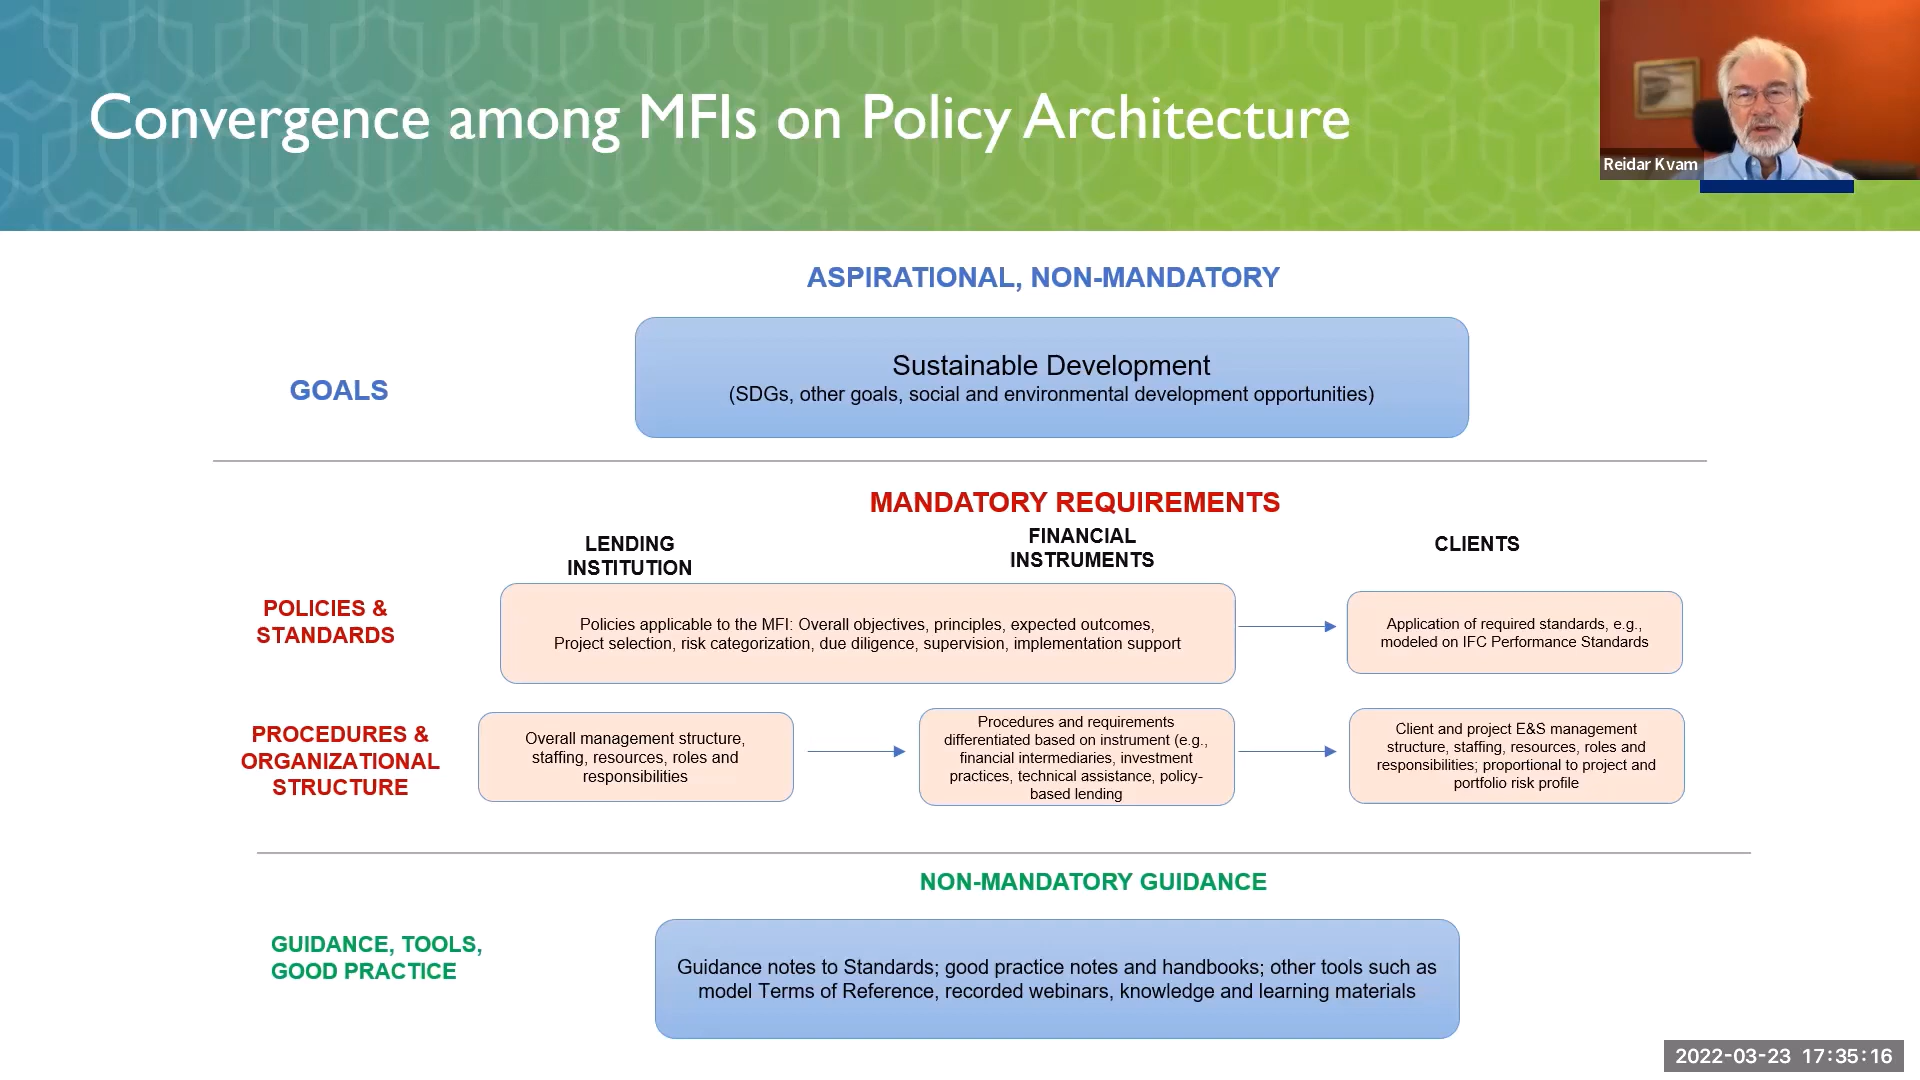 Convergence among MFIs on Policy Architecture
Reidar Kvam
ASPIRATIONAL, NON-MANDATORY
GOALS
Sustainable Development
(SDGs, other goals, social and environmental development opportunities)
MANDATORY REQUIREMENTS
LENDING
INSTITUTION
FINANCIAL
INSTRUMENTS
CLIENTS
POLICIES &
STANDARDS
Policies applicable to the MFI: Overall objectives, principles, expected outcomes,
Project selection, risk categorization, due diligence, supervision, implementation support
Application of required standards, e.g.,
modeled on IFC Performance Standards
PROCEDURES &
ORGANIZATIONAL
STRUCTURE
Overall management structure,
staffing, resources, roles and
responsibilities
Procedures and requirements
differentiated based on instrument (e.g.,
financial intermediaries, investment
practices, technical assistance, policy-
based lending
Client and project E&S management
structure, staffing, resources, roles and
responsibilities; proportional to project and
portfolio risk profile
NON-MANDATORY GUIDANCE
GUIDANCE, TOOLS,
GOOD PRACTICE
Guidance notes to Standards; good practice notes and handbooks; other tools such as
model Terms of Reference, recorded webinars, knowledge and learning materials
2022-03-23 17:35:16